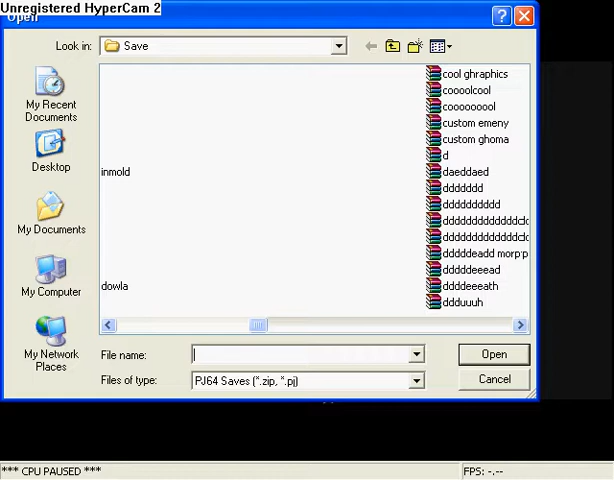 Unregistered HyperCam 2
Open
Look in:
Save
My Recent
Documents
Desktop
My Documents
My Computer
My Network
Places
inmold
dowla
cool ghraphics
cooolcool
cooooooool
custom emeny
custom ghoma
d
daeddaed
ddddddd
dddddddddd
dddddeadd morp
dddddeeead
ddddeeeath
ddduuuh
File name:
Open
Files of type:
PJ64 Saves (*.zip, *.pj)
Cancel
*** CPU PAUSED ***
FPS: -.--